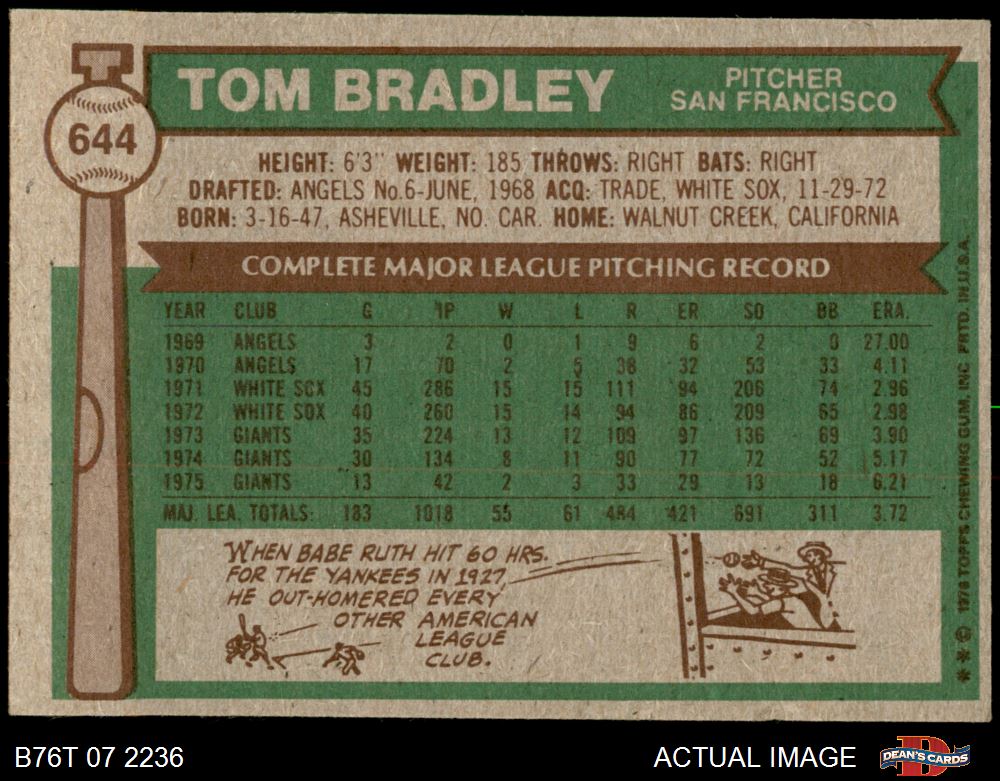 TOM BRADLEY
PITCHER
SAN FRANCISCO
644
HEIGHT: 6'3" WEIGHT: 185 THROWS: RIGHT BATS: RIGHT
DRAFTED: ANGELS No.6-JUNE, 1968 ACQ: TRADE, WHITE SOX, 11-29-72
BORN: 3-16-47, ASHEVILLE, NO. CAR. HOME: WALNUT CREEK, CALIFORNIA
COMPLETE MAJOR LEAGUE PITCHING RECORD
YEAR CLUB G IP W L R ER SO BB ERA.
1969 ANGELS 3 2 0 1 9 6 2 0 27.00
1970 ANGELS 17 70 2 5 38 32 53 33 4.11
1971 WHITE SOX 45 286 15 15 111 94 206 74 2.96
1972 WHITE SOX 40 260 15 14 94 86 209 65 2.98
1973 GIANTS 35 224 13 12 109 97 136 69 3.90
1974 GIANTS 30 134 8 11 90 77 72 52 5.17
1975 GIANTS 13 42 2 3 33 29 13 18 6.21
MAJ. LEA. TOTALS: 183 1018 55 61 484 421 691 311 3.72
WHEN BABE RUTH HIT 60 HRS.
FOR THE YANKEES IN 1927,
HE OUT-HOMERED EVERY
OTHER AMERICAN
LEAGUE
CLUB.
* * © 1976 TOPPS CHEWING GUM, INC. PRTD. IN U.S.A.
B76T 07 2236
ACTUAL IMAGE
DEAN'S CARDS